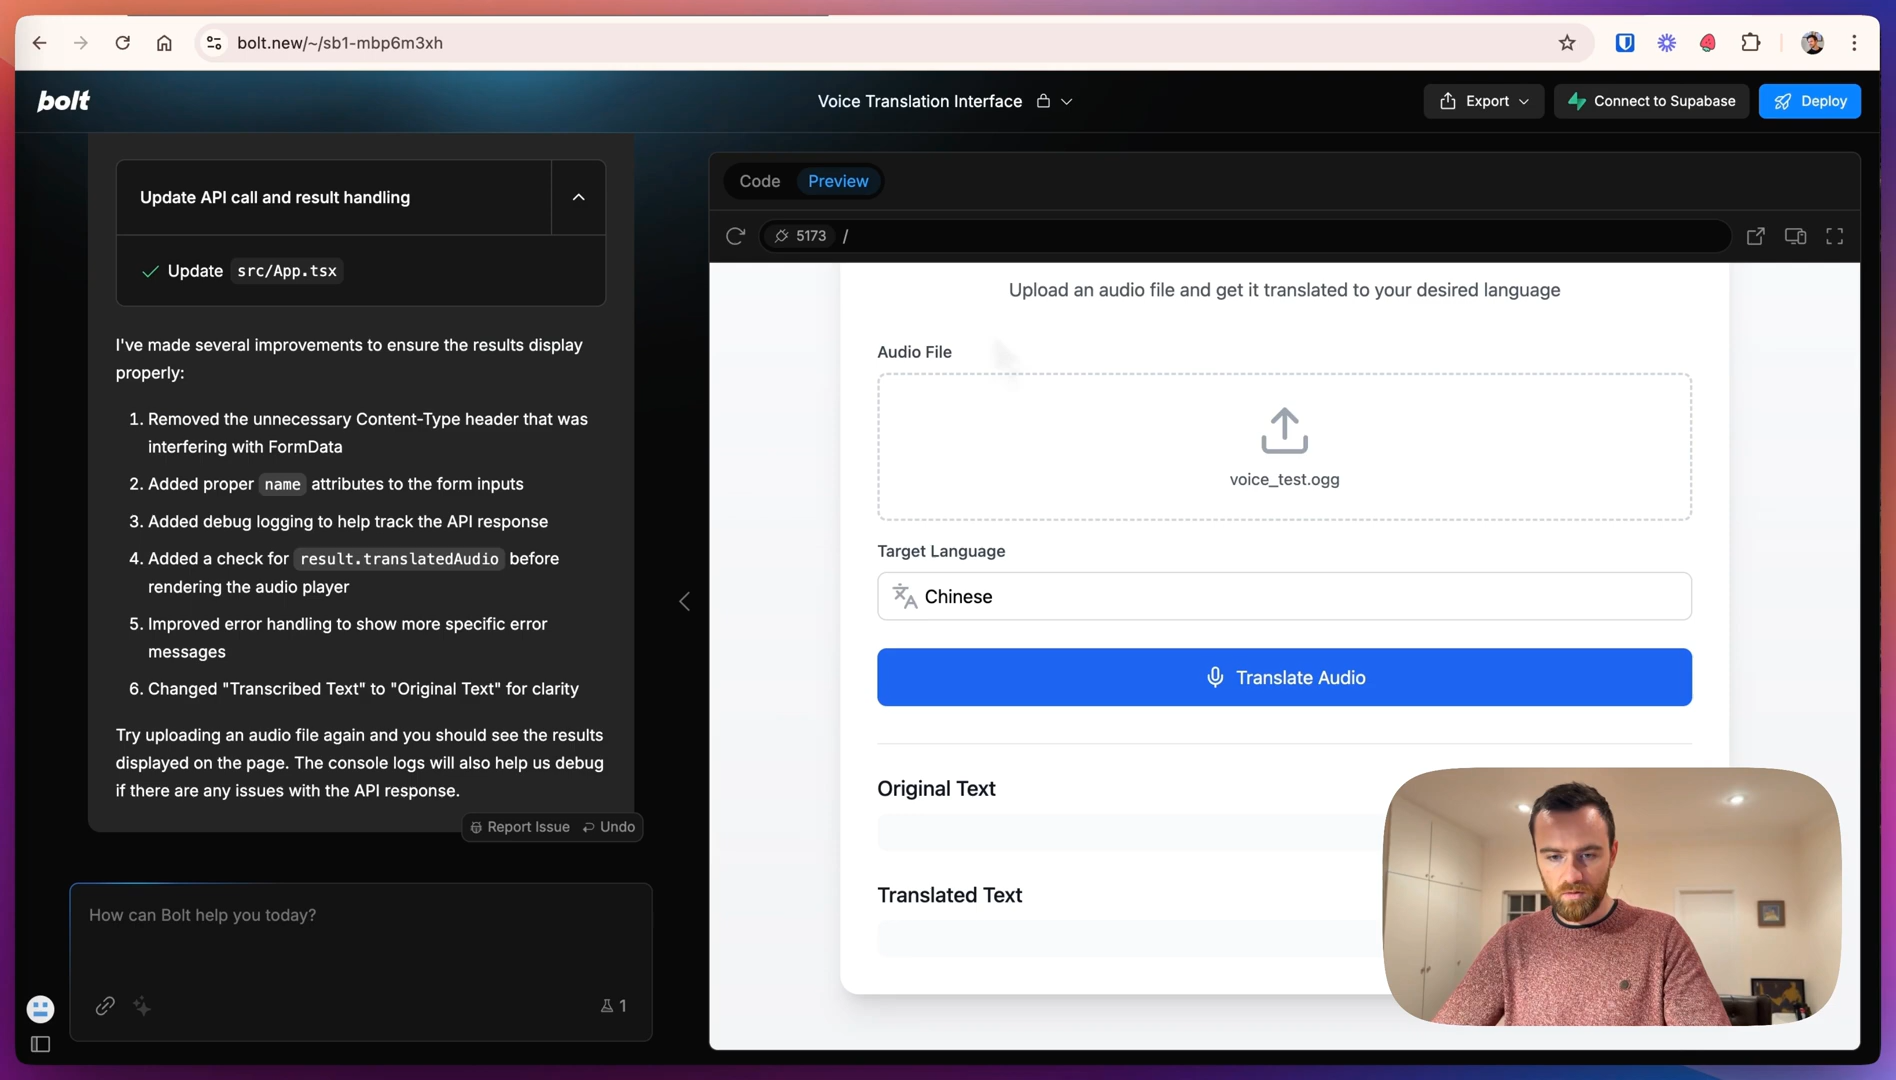 bolt.new/~/sb1-mbp6m3xh
bolt
Voice Translation Interface
Export
Connect to Supabase
Deploy
Update API call and result handling
Update src/App.tsx
I've made several improvements to ensure the results display
properly:
1. Removed the unnecessary Content-Type header that was
interfering with FormData
2. Added proper name attributes to the form inputs
3. Added debug logging to help track the API response
4. Added a check for result.translatedAudio before
rendering the audio player
5. Improved error handling to show more specific error
messages
6. Changed "Transcribed Text" to "Original Text" for clarity
Try uploading an audio file again and you should see the results
displayed on the page. The console logs will also help us debug
if there are any issues with the API response.
Report Issue
Undo
How can Bolt help you today?
1
Code
Preview
5173
/
Upload an audio file and get it translated to your desired language
Audio File
voice_test.ogg
Target Language
Chinese
Translate Audio
Original Text
Translated Text